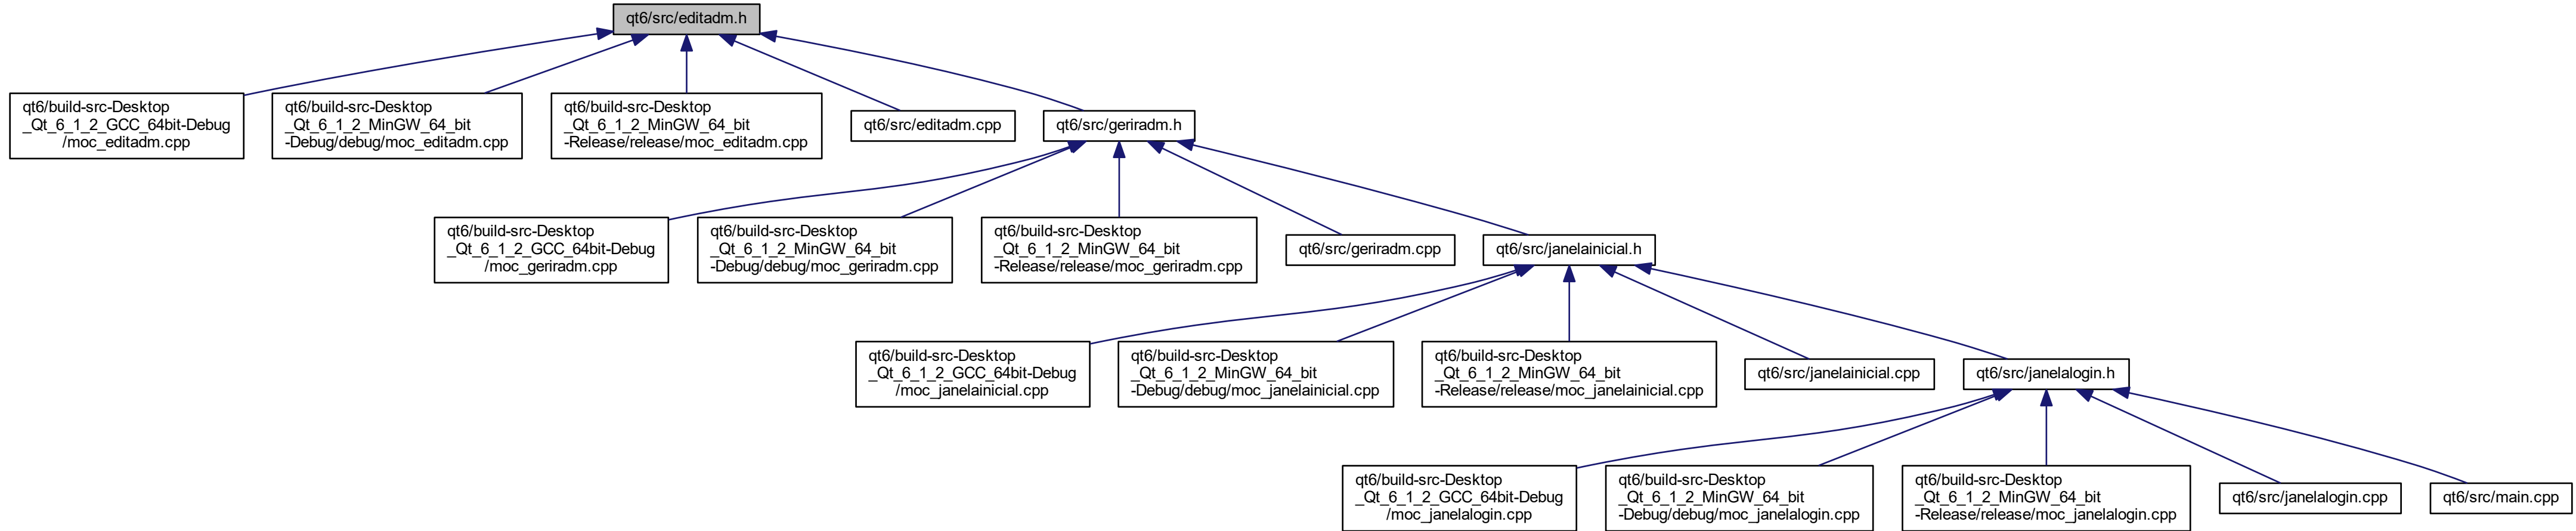 qt6/src/editadm.h
qt6/build-src-Desktop
_Qt_6_1_2_GCC_64bit-Debug
/moc_editadm.cpp
qt6/build-src-Desktop
_Qt_6_1_2_MinGW_64_bit
-Debug/debug/moc_editadm.cpp
qt6/build-src-Desktop
_Qt_6_1_2_MinGW_64_bit
-Release/release/moc_editadm.cpp
qt6/src/editadm.cpp
qt6/src/geriradm.h
qt6/build-src-Desktop
_Qt_6_1_2_GCC_64bit-Debug
/moc_geriradm.cpp
qt6/build-src-Desktop
_Qt_6_1_2_MinGW_64_bit
-Debug/debug/moc_geriradm.cpp
qt6/build-src-Desktop
_Qt_6_1_2_MinGW_64_bit
-Release/release/moc_geriradm.cpp
qt6/src/geriradm.cpp
qt6/src/janelainicial.h
qt6/build-src-Desktop
_Qt_6_1_2_GCC_64bit-Debug
/moc_janelainicial.cpp
qt6/build-src-Desktop
_Qt_6_1_2_MinGW_64_bit
-Debug/debug/moc_janelainicial.cpp
qt6/build-src-Desktop
_Qt_6_1_2_MinGW_64_bit
-Release/release/moc_janelainicial.cpp
qt6/src/janelainicial.cpp
qt6/src/janelalogin.h
qt6/build-src-Desktop
_Qt_6_1_2_GCC_64bit-Debug
/moc_janelalogin.cpp
qt6/build-src-Desktop
_Qt_6_1_2_MinGW_64_bit
-Debug/debug/moc_janelalogin.cpp
qt6/build-src-Desktop
_Qt_6_1_2_MinGW_64_bit
-Release/release/moc_janelalogin.cpp
qt6/src/janelalogin.cpp
qt6/src/main.cpp